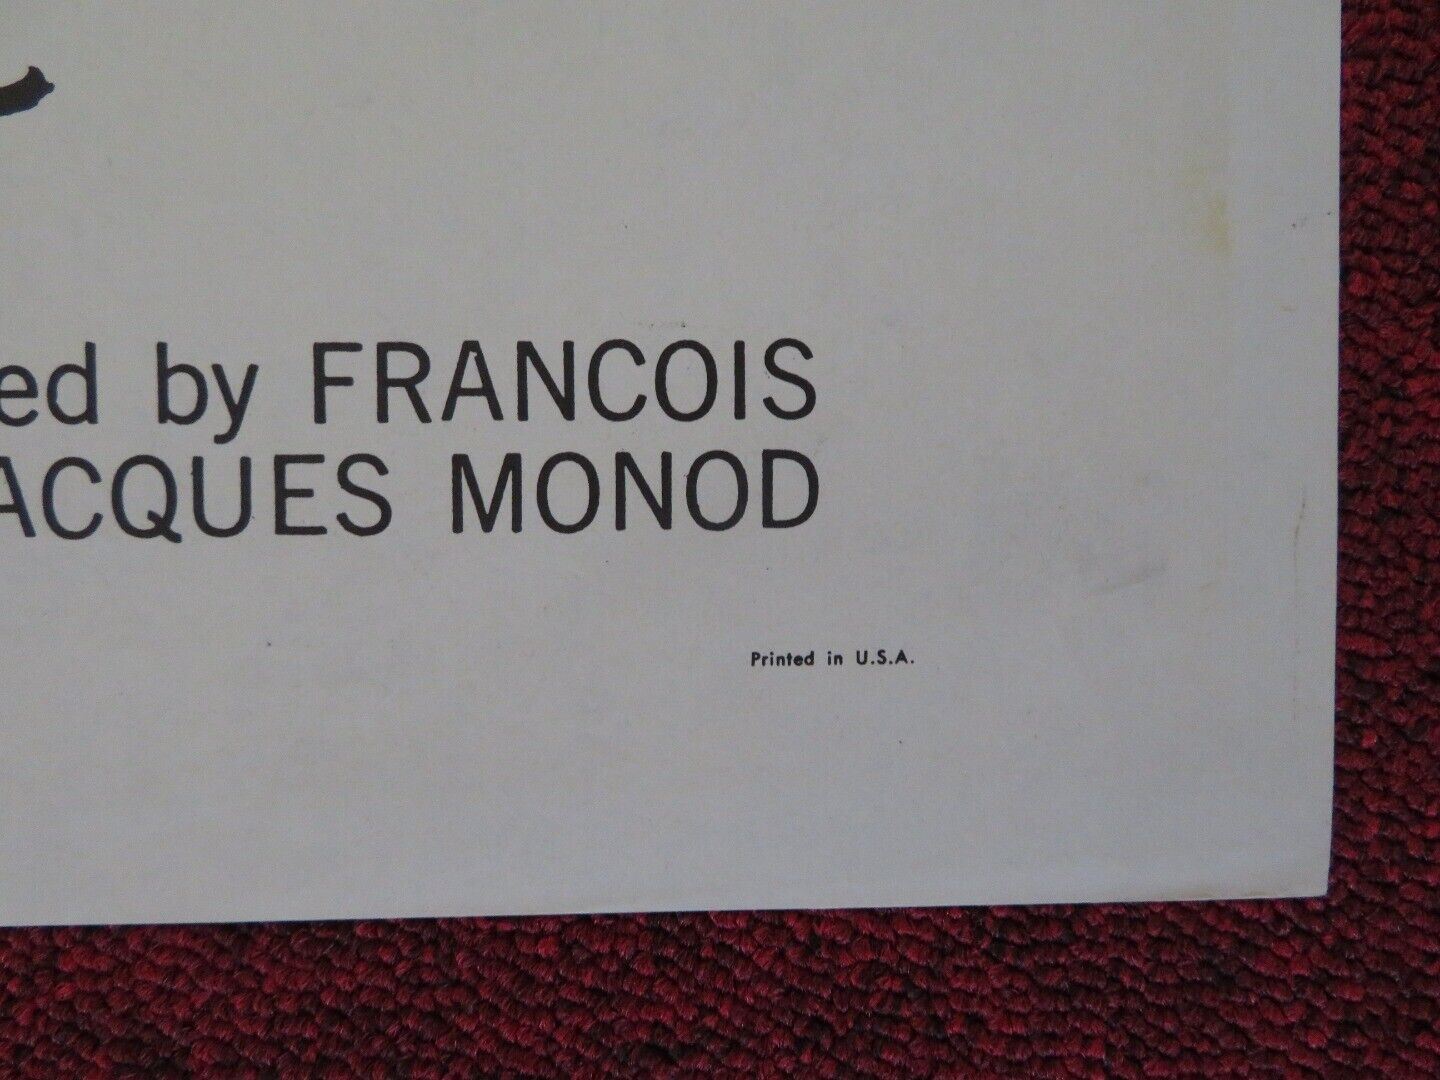 ed by FRANCOIS
ACQUES MONOD
Printed in U.S.A.